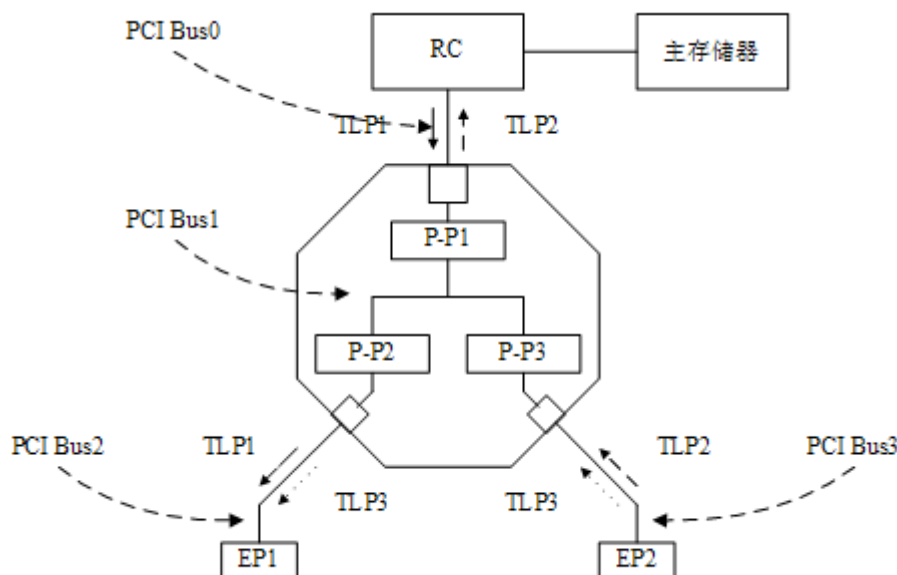 PCI Bus0
RC
主存储器
TLP1
TLP2
PCI Bus1
P-P1
P-P2
P-P3
PCI Bus2
TLP1
TLP2
PCI Bus3
TLP3
TLP3
EP1
EP2